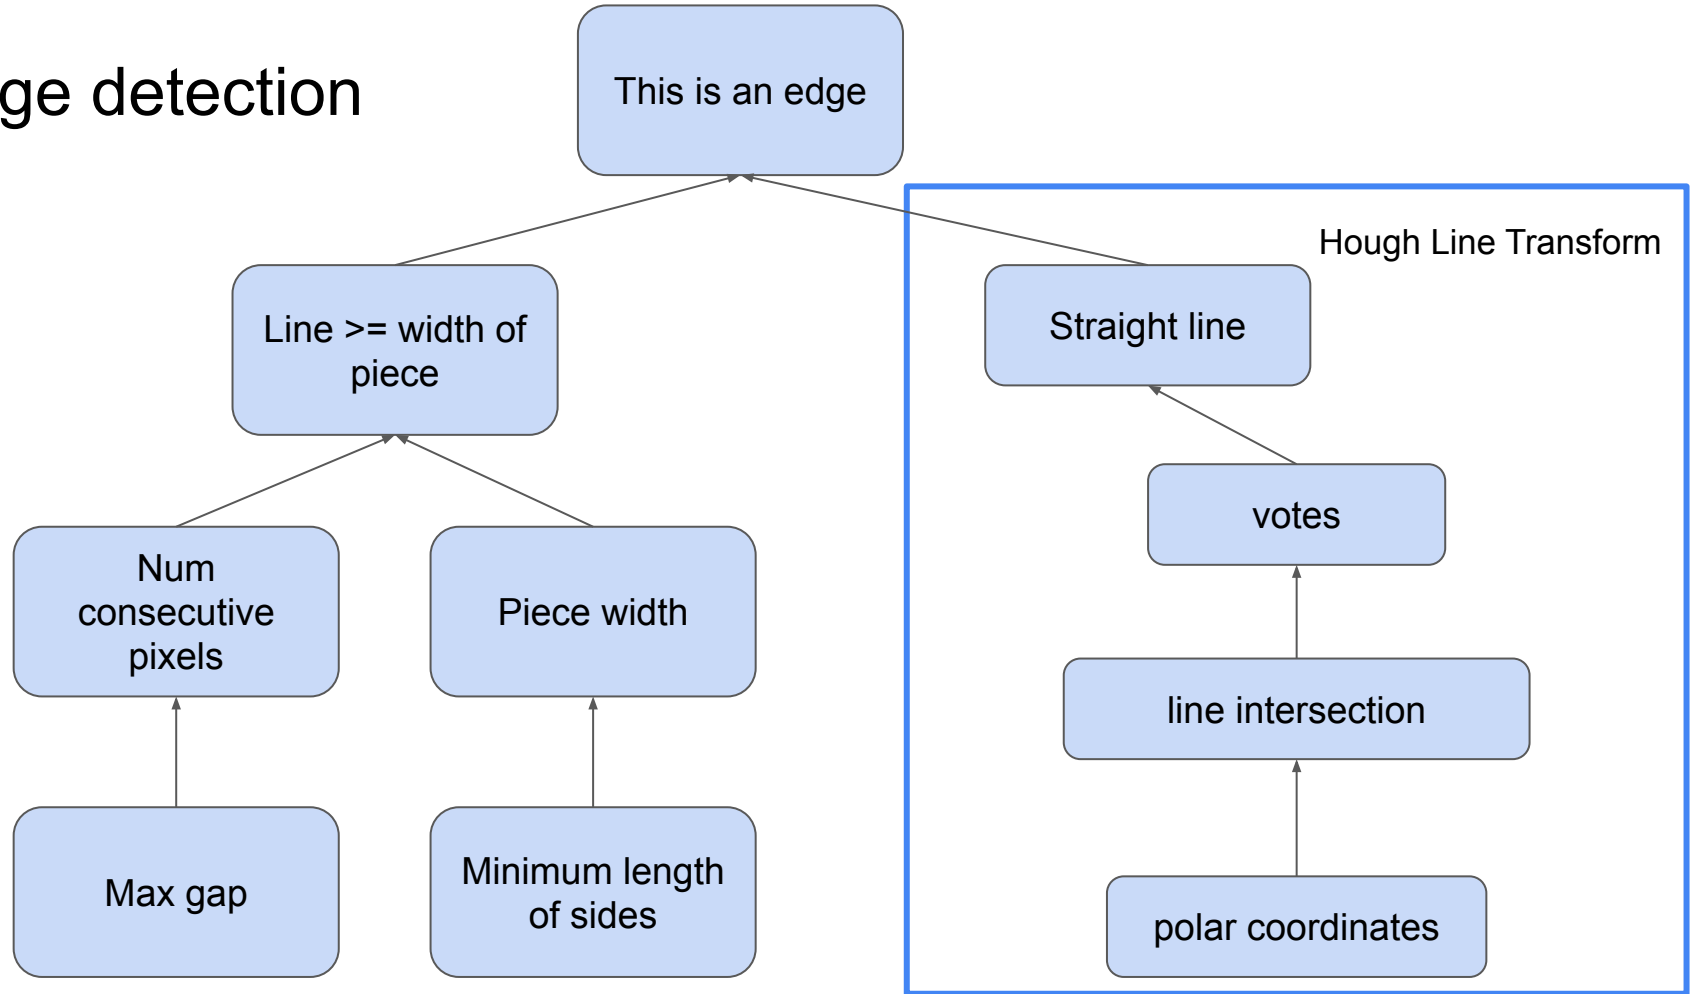 ge detection
This is an edge
Hough Line Transform
Line >= width of
piece
Straight line
votes
Num
consecutive
pixels
Piece width
line intersection
Max gap
Minimum length
of sides
polar coordinates